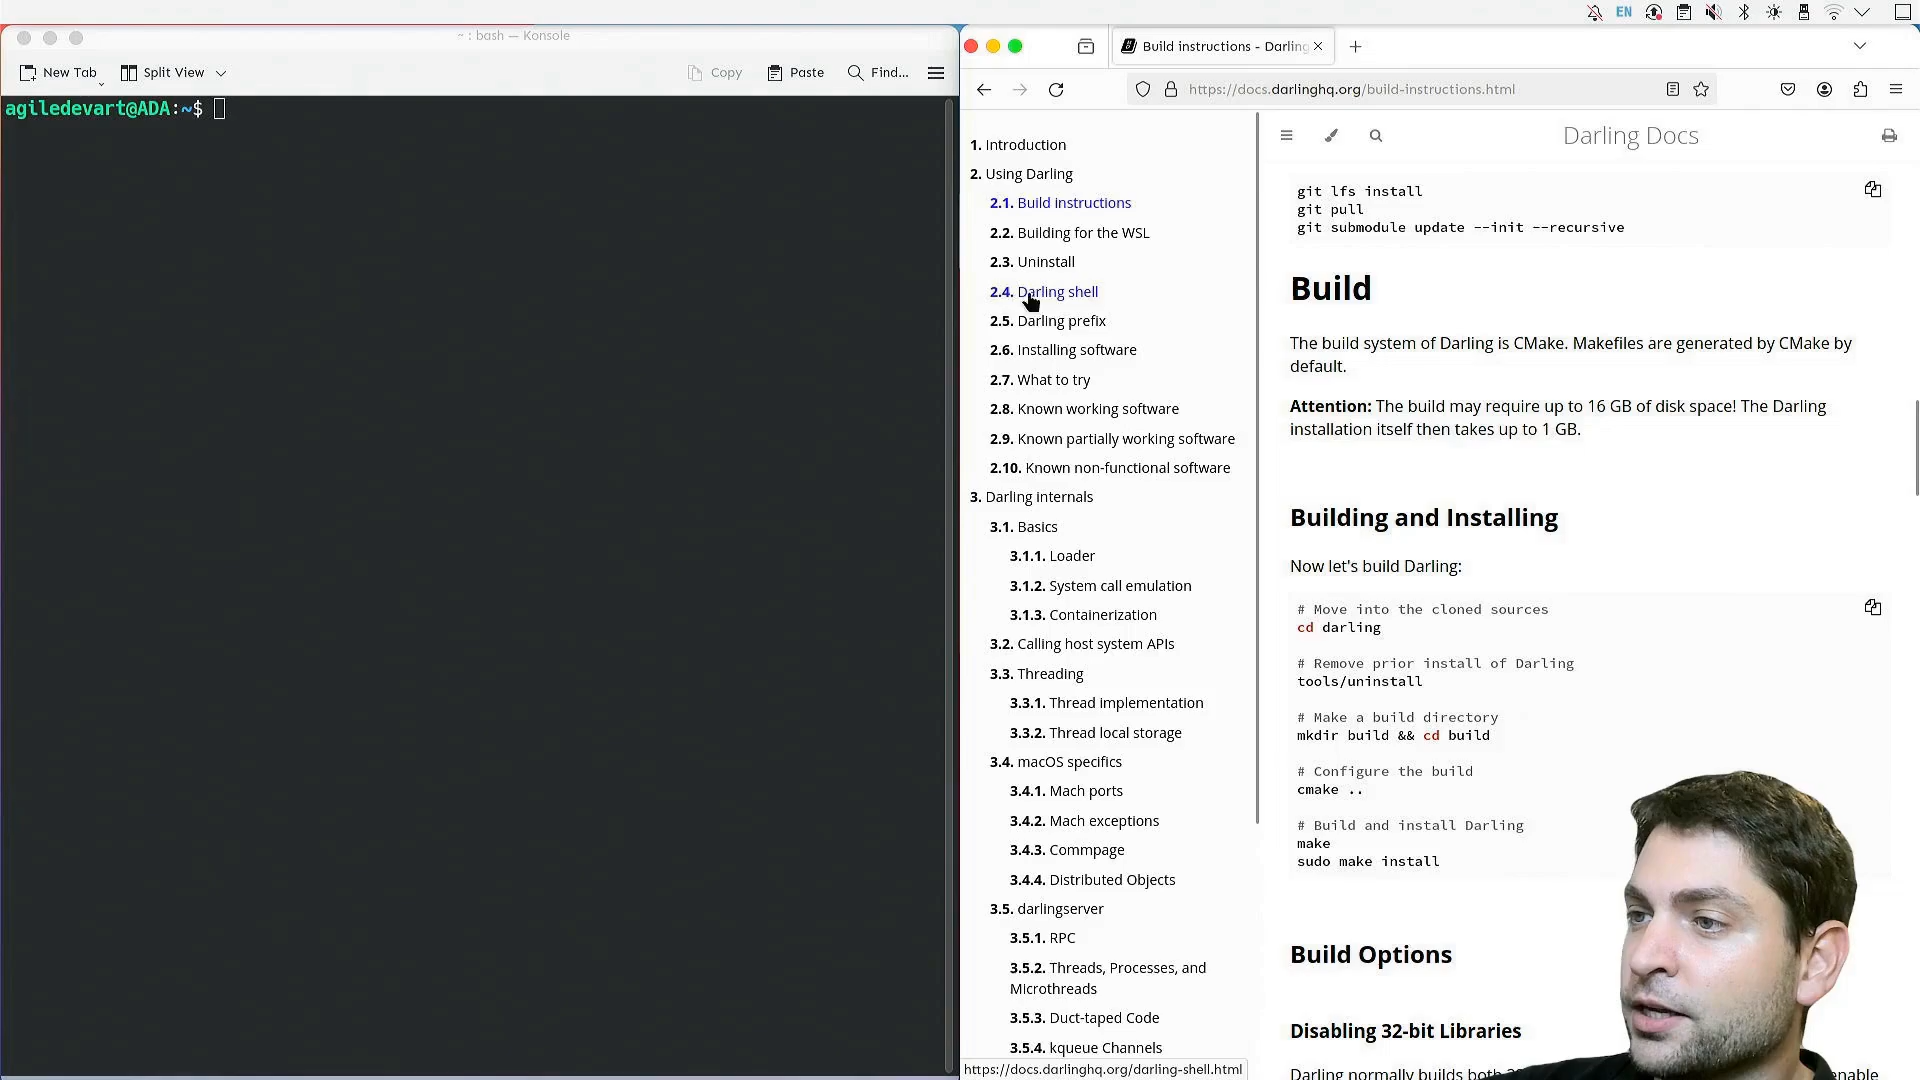 EN
~ : bash — Konsole
New Tab
Split View
Copy
Paste
Find...
agiledevart@ADA:~$
Build instructions - Darling
https://docs.darlinghq.org/build-instructions.html
1. Introduction
2. Using Darling
2.1. Build instructions
2.2. Building for the WSL
2.3. Uninstall
2.4. Darling shell
2.5. Darling prefix
2.6. Installing software
2.7. What to try
2.8. Known working software
2.9. Known partially working software
2.10. Known non-functional software
3. Darling internals
3.1. Basics
3.1.1. Loader
3.1.2. System call emulation
3.1.3. Containerization
3.2. Calling host system APIs
3.3. Threading
3.3.1. Thread implementation
3.3.2. Thread local storage
3.4. macOS specifics
3.4.1. Mach ports
3.4.2. Mach exceptions
3.4.3. Commpage
3.4.4. Distributed Objects
3.5. darlingserver
3.5.1. RPC
3.5.2. Threads, Processes, and
Microthreads
3.5.3. Duct-taped Code
3.5.4. kqueue Channels
https://docs.darlinghq.org/darling-shell.html
Darling Docs
git lfs install
git pull
git submodule update --init --recursive
Build
The build system of Darling is CMake. Makefiles are generated by CMake by
default.
Attention: The build may require up to 16 GB of disk space! The Darling
installation itself then takes up to 1 GB.
Building and Installing
Now let's build Darling:
# Move into the cloned sources
cd darling
# Remove prior install of Darling
tools/uninstall
# Make a build directory
mkdir build && cd build
# Configure the build
cmake ..
# Build and install Darling
make
sudo make install
Build Options
Disabling 32-bit Libraries
Darling normally builds both